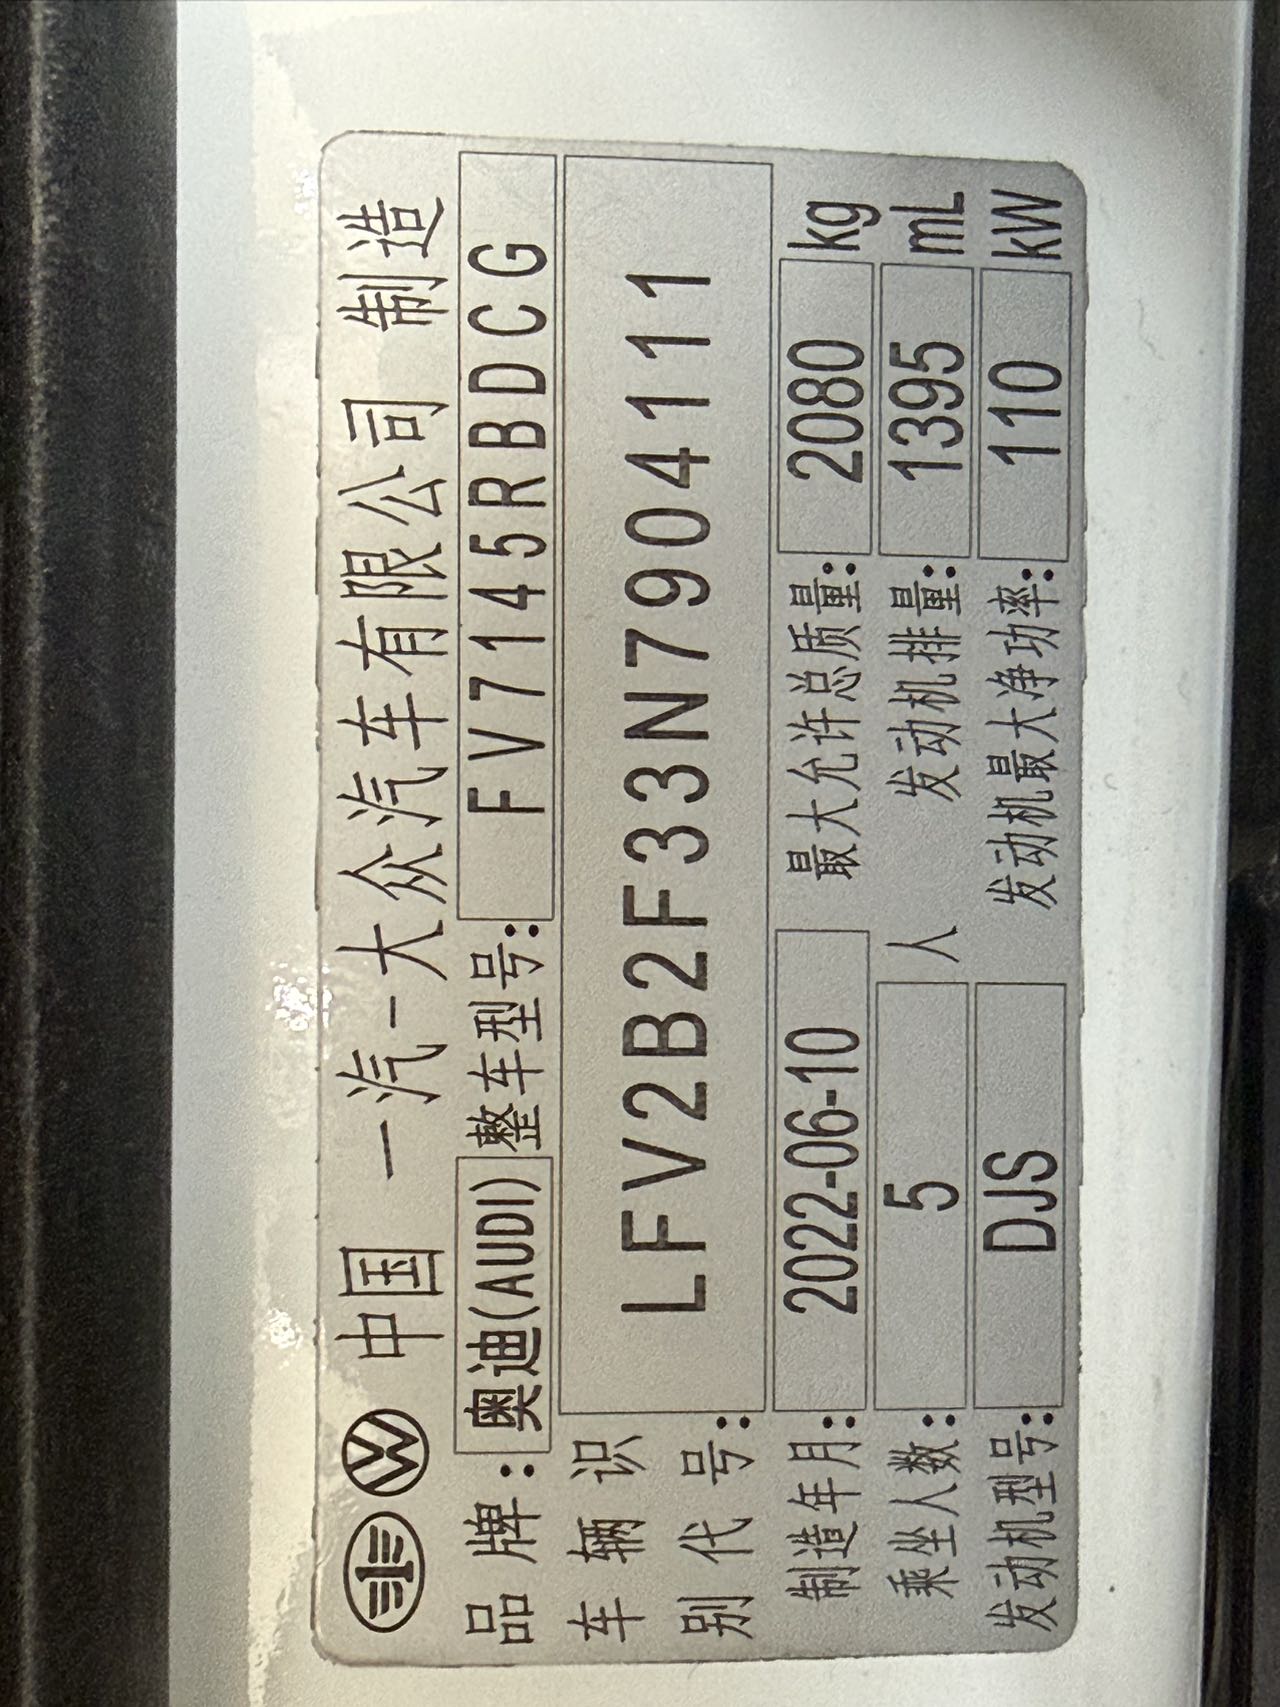 中国 一汽-大众汽车有限公司 制造
品牌: 奥迪(AUDI) 整车型号: FV7145RBDCG
车辆识别代号: LFV2B2F33N7904111
制造年月: 2022-06-10 最大允许总质量: 2080 kg
乘坐人数: 5 人 发动机排量: 1395 mL
发动机型号: DJS 发动机最大净功率: 110 kW